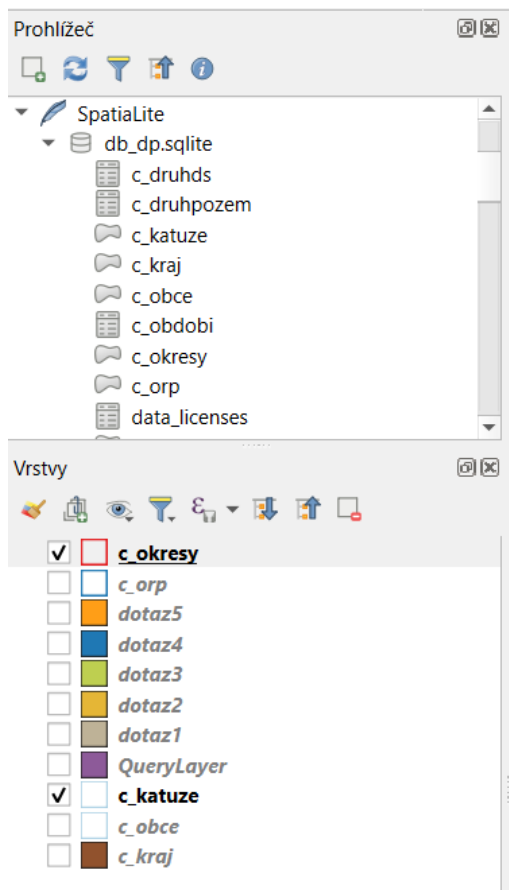 Prohlížeč
SpatiaLite
db_dp.sqlite
c_druhds
c_druhpozem
c_katuze
c_kraj
c_obce
c_obdobi
c_okresy
c_orp
data_licenses
Vrstvy
c_okresy
c_orp
dotaz5
dotaz4
dotaz3
dotaz2
dotaz1
QueryLayer
c_katuze
c_obce
c_kraj